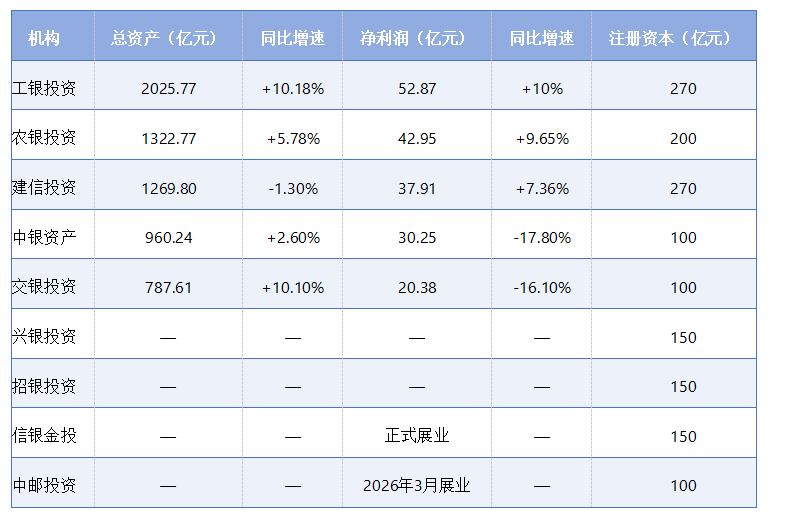 机构 总资产（亿元） 同比增速 净利润（亿元） 同比增速 注册资本（亿元）
工银投资 2025.77 +10.18% 52.87 +10% 270
农银投资 1322.77 +5.78% 42.95 +9.65% 200
建信投资 1269.80 -1.30% 37.91 +7.36% 270
中银资产 960.24 +2.60% 30.25 -17.80% 100
交银投资 787.61 +10.10% 20.38 -16.10% 100
兴银投资 — — — — 150
招银投资 — — — — 150
信银金投 — — 正式展业 — 150
中邮投资 — — 2026年3月展业 — 100